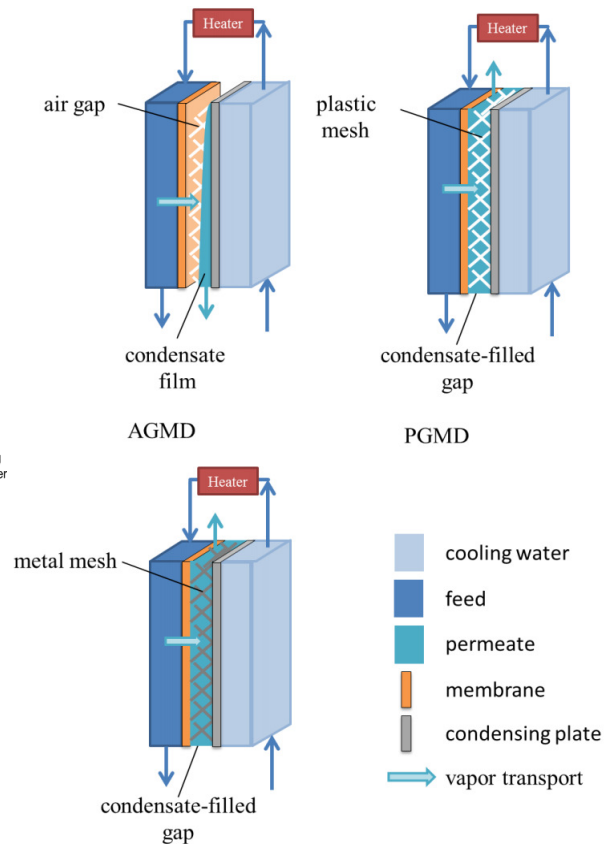 Heater
Heater
air gap
plastic
mesh
condensate
film
condensate-filled
gap
AGMD
PGMD
er
Heater
metal mesh
condensate-filled
gap
cooling water
feed
permeate
membrane
condensing plate
vapor transport